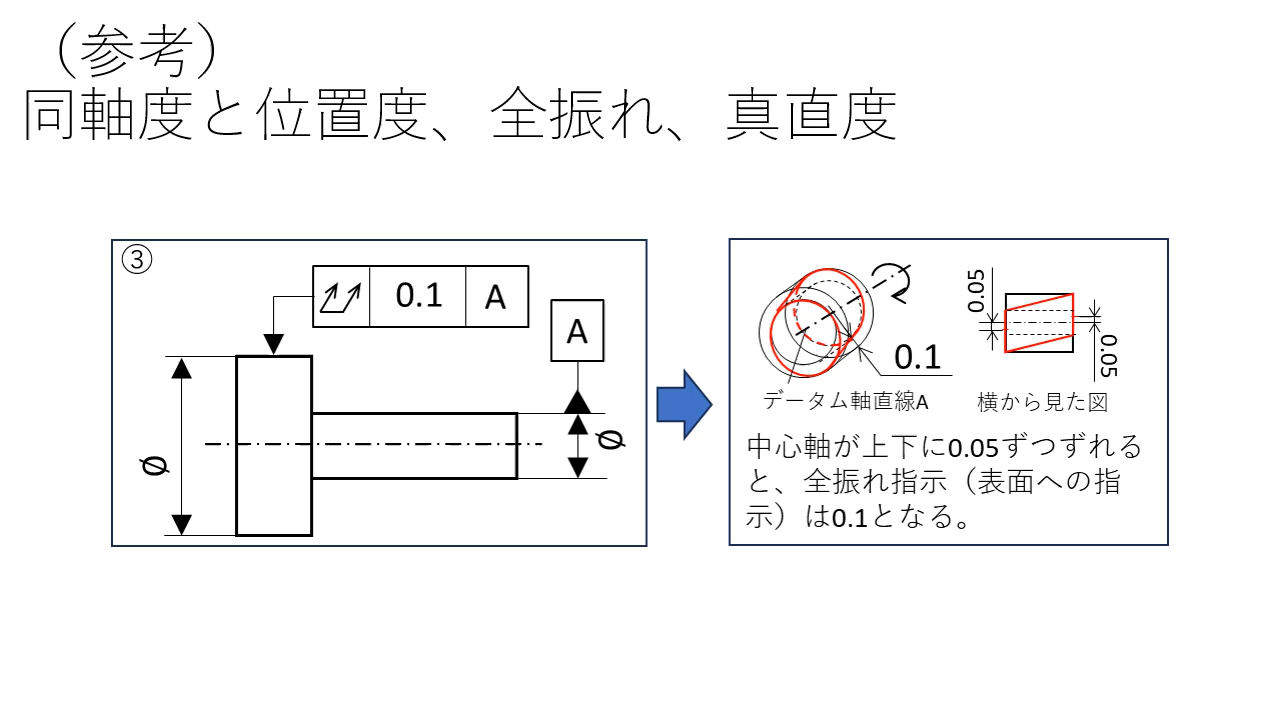 （参考）
同軸度と位置度、全振れ、真直度
③
0.1
A
A
Ø
Ø
0.05
0.1
0.05
データム軸直線A
横から見た図
中心軸が上下に0.05ずつずれる
と、全振れ指示（表面への指
示）は0.1となる。